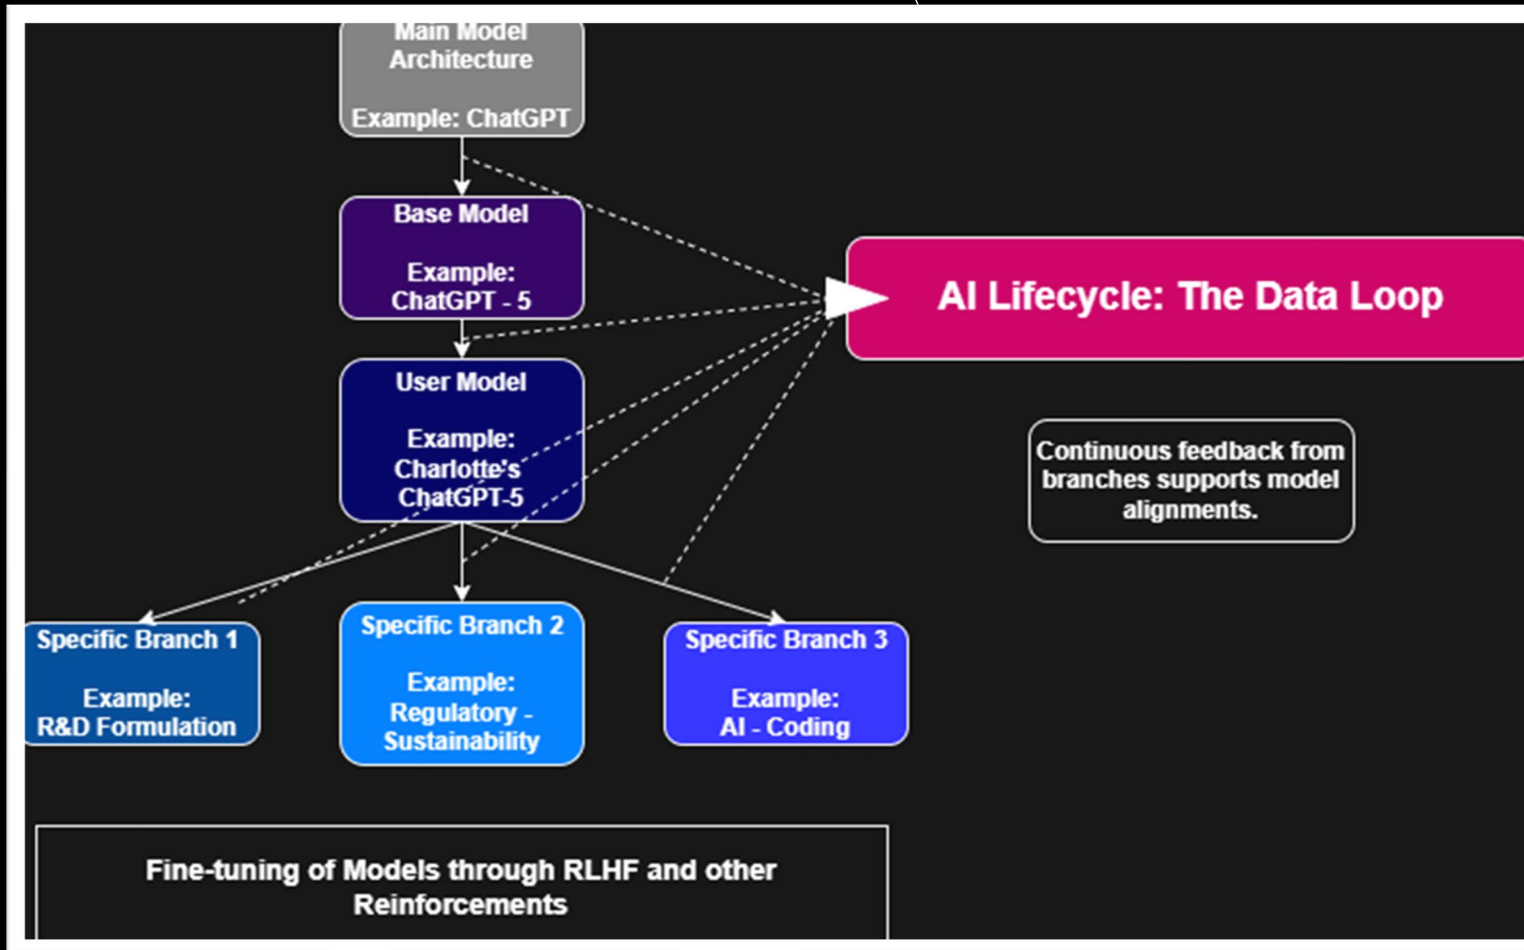 Main Model
Architecture
Example: ChatGPT
Base Model
Example:
ChatGPT - 5
AI Lifecycle: The Data Loop
User Model
Example:
Charlotte's
ChatGPT-5
Continuous feedback from
branches supports model
alignments.
Specific Branch 1
Example:
R&D Formulation
Specific Branch 2
Example:
Regulatory -
Sustainability
Specific Branch 3
Example:
AI - Coding
Fine-tuning of Models through RLHF and other
Reinforcements